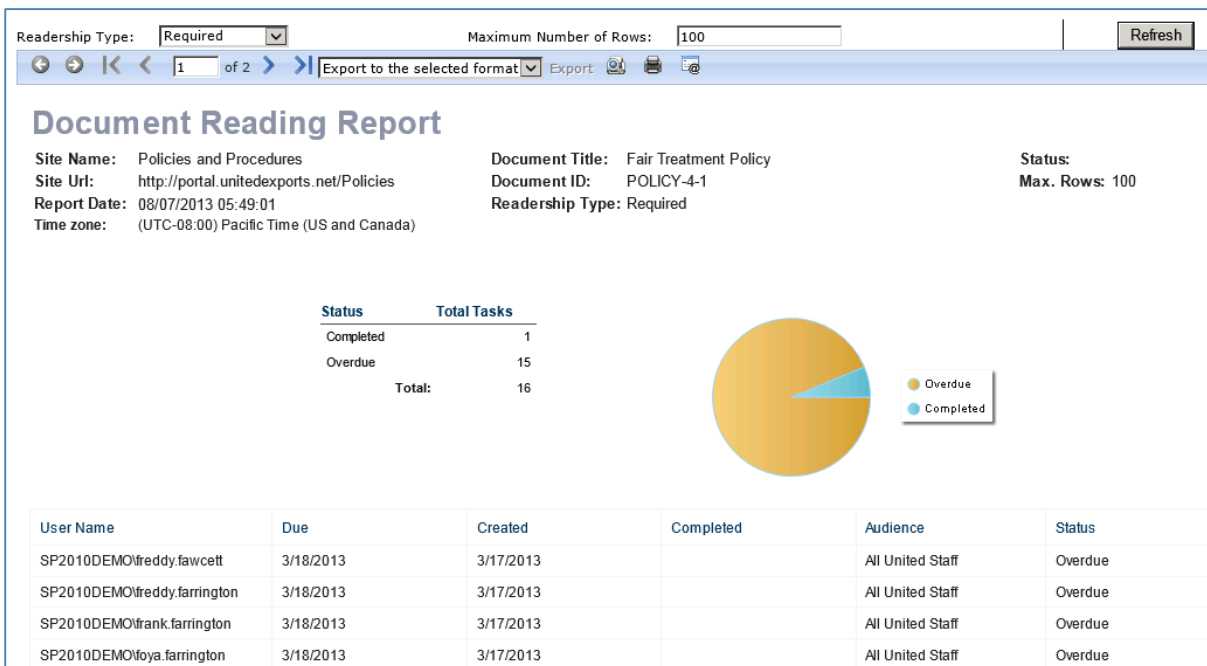 Readership Type: Required Maximum Number of Rows: 100 Refresh
1 of 2 Export to the selected format Export
Document Reading Report
Site Name: Policies and Procedures Document Title: Fair Treatment Policy Status:
Site Url: http://portal.unitedexports.net/Policies Document ID: POLICY-4-1 Max. Rows: 100
Report Date: 08/07/2013 05:49:01 Readership Type: Required
Time zone: (UTC-08:00) Pacific Time (US and Canada)
Status Total Tasks
Completed 1
Overdue 15
Total: 16
Overdue
Completed
User Name Due Created Completed Audience Status
SP2010DEMO\freddy.fawcett 3/18/2013 3/17/2013 All United Staff Overdue
SP2010DEMO\freddy.farrington 3/18/2013 3/17/2013 All United Staff Overdue
SP2010DEMO\frank.farrington 3/18/2013 3/17/2013 All United Staff Overdue
SP2010DEMO\foya.farrington 3/18/2013 3/17/2013 All United Staff Overdue